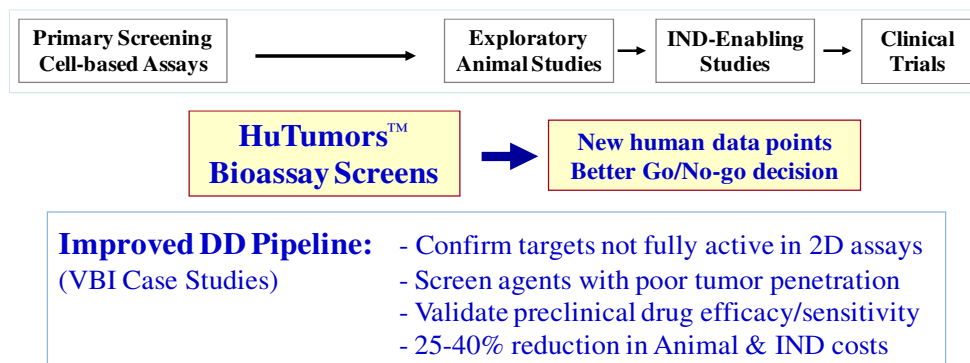 Primary Screening
Cell-based Assays
Exploratory
Animal Studies
IND-Enabling
Studies
Clinical
Trials
HuTumors™
Bioassay Screens
New human data points
Better Go/No-go decision
Improved DD Pipeline:
(VBI Case Studies)
- Confirm targets not fully active in 2D assays
- Screen agents with poor tumor penetration
- Validate preclinical drug efficacy/sensitivity
- 25-40% reduction in Animal & IND costs